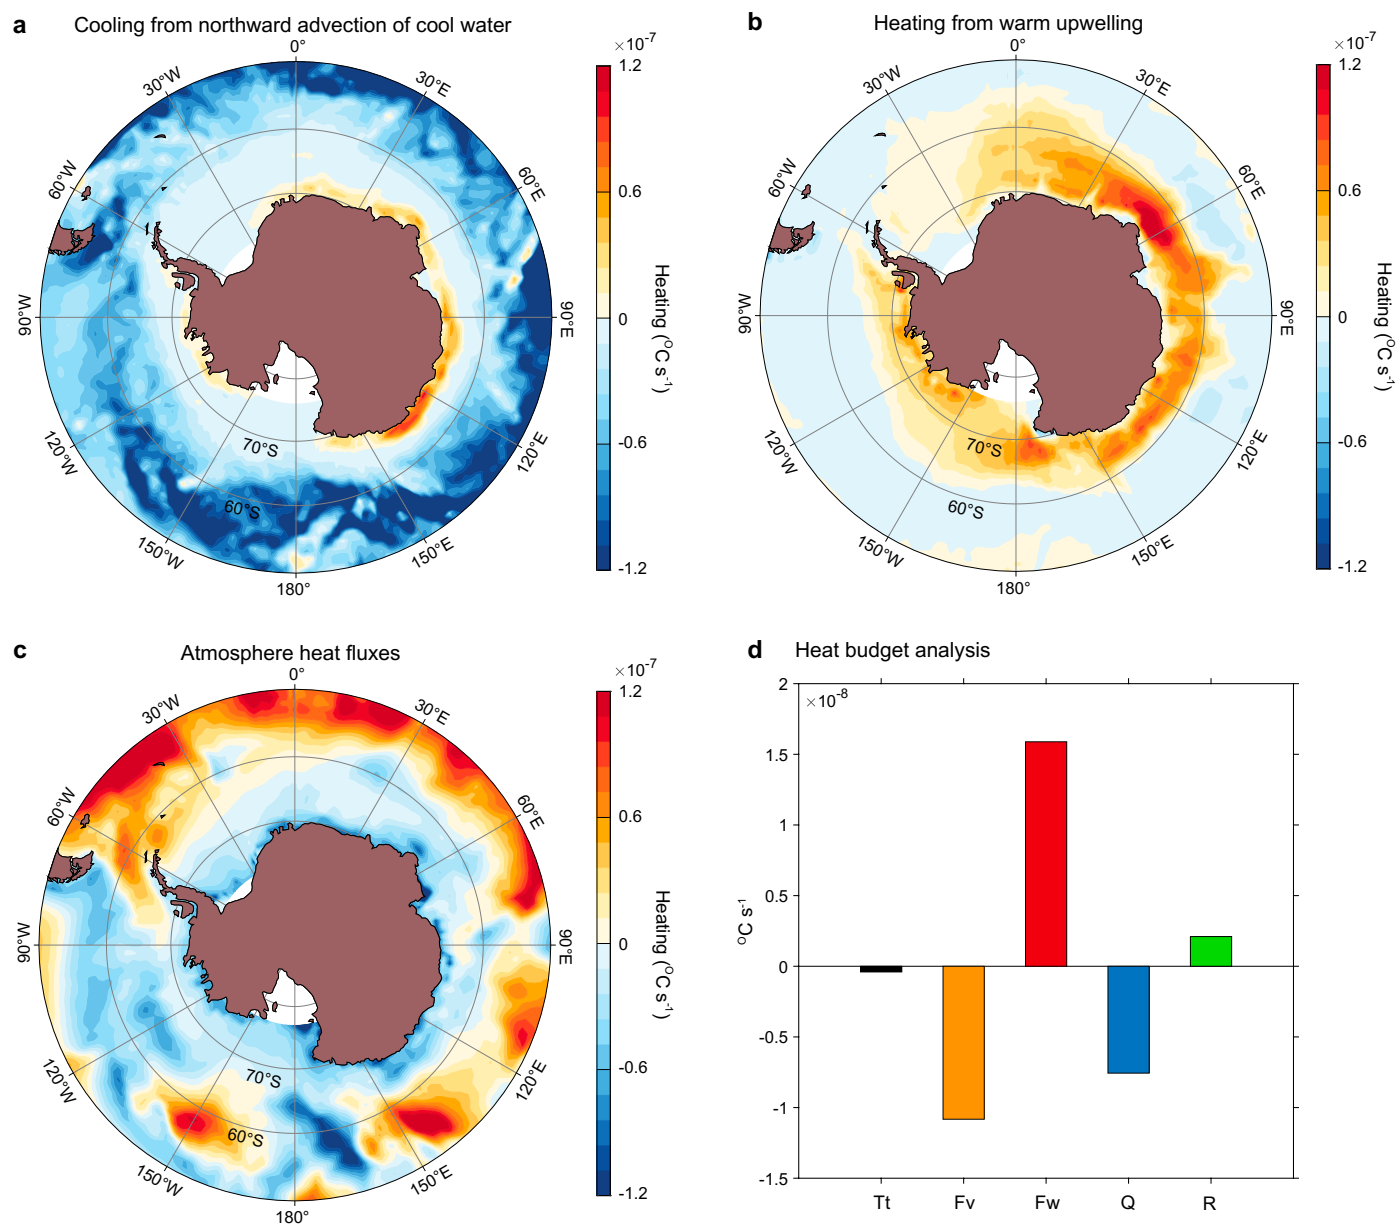 a Cooling from northward advection of cool water
0°
30°E
60°E
90°E
120°E
150°E
180°
150°W
120°W
90°W
60°W
30°W
70°S
60°S
×10⁻⁷
1.2
0.6
0
-0.6
-1.2
Heating (°C s⁻¹)
b Heating from warm upwelling
0°
30°E
60°E
90°E
120°E
150°E
180°
150°W
120°W
90°W
60°W
30°W
70°S
60°S
×10⁻⁷
1.2
0.6
0
-0.6
-1.2
Heating (°C s⁻¹)
c Atmosphere heat fluxes
0°
30°E
60°E
90°E
120°E
150°E
180°
150°W
120°W
90°W
60°W
30°W
70°S
60°S
×10⁻⁷
1.2
0.6
0
-0.6
-1.2
Heating (°C s⁻¹)
d Heat budget analysis
×10⁻⁸
2
1.5
1
0.5
0
-0.5
-1
-1.5
°C s⁻¹
Tt Fv Fw Q R